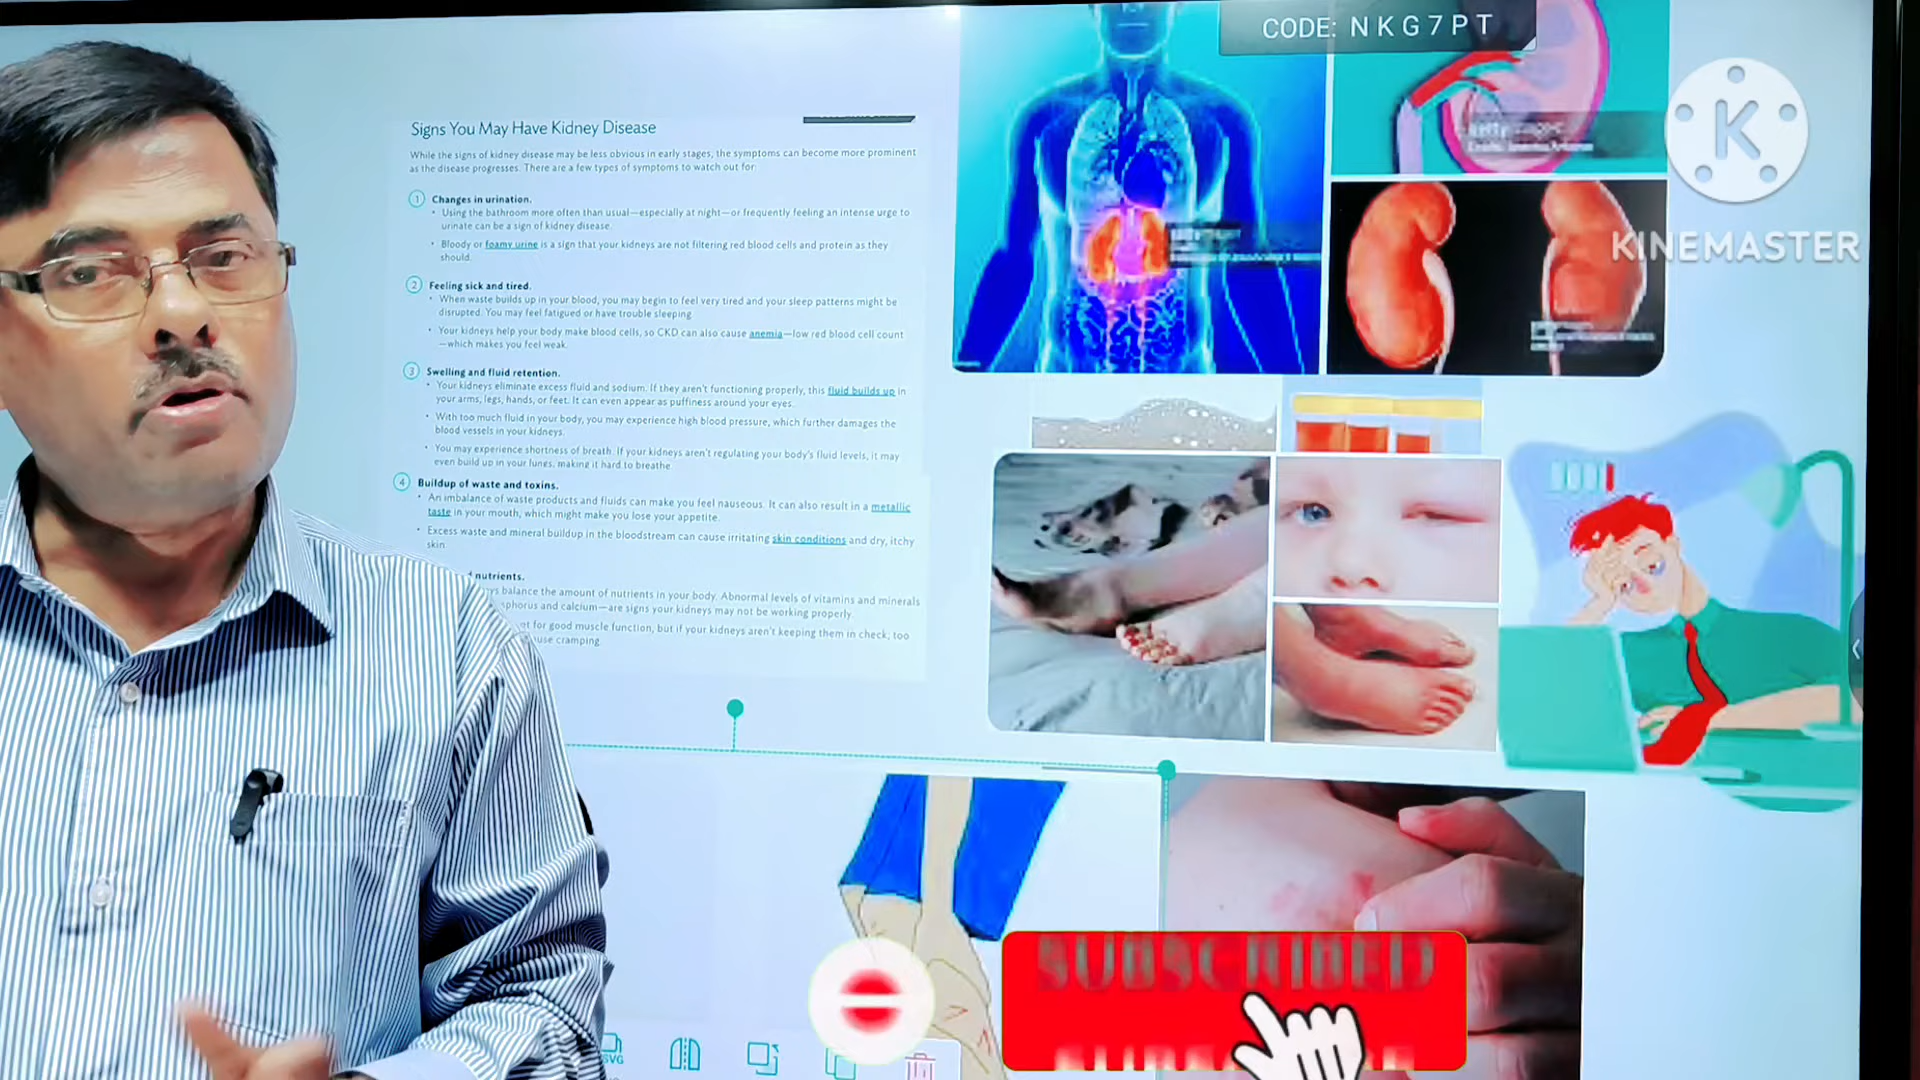 CODE: NKG7PT
KINEMASTER
Signs You May Have Kidney Disease
While the signs of kidney disease may be less obvious in early stages, the symptoms can become more prominent
as the disease progresses. There are a few types of symptoms to watch out for:
1 Changes in urination.
• Using the bathroom more often than usual—especially at night—or frequently feeling an intense urge to
urinate can be a sign of kidney disease.
• Bloody or foamy urine is a sign that your kidneys are not filtering red blood cells and protein as they
should.
2 Feeling sick and tired.
• When waste builds up in your blood, you may begin to feel very tired and your sleep patterns might be
disrupted. You may feel fatigued or have trouble sleeping.
• Your kidneys help your body make blood cells, so CKD can also cause anemia—low red blood cell count
—which makes you feel weak.
3 Swelling and fluid retention.
• Your kidneys eliminate excess fluid and sodium. If they aren't functioning properly, this fluid builds up in
your arms, legs, hands, or feet. It can even appear as puffiness around your eyes.
• With too much fluid in your body, you may experience high blood pressure, which further damages the
blood vessels in your kidneys.
• You may experience shortness of breath. If your kidneys aren't regulating your body's fluid levels, it may
even build up in your lungs, making it hard to breathe.
4 Buildup of waste and toxins.
• An imbalance of waste products and fluids can make you feel nauseous. It can also result in a metallic
taste in your mouth, which might make you lose your appetite.
• Excess waste and mineral buildup in the bloodstream can cause irritating skin conditions and dry, itchy
skin.
nutrients.
balance the amount of nutrients in your body. Abnormal levels of vitamins and minerals
sphorus and calcium—are signs your kidneys may not be working properly.
for good muscle function, but if your kidneys aren't keeping them in check, too
use cramping.
SUBSCRIBED
SVG